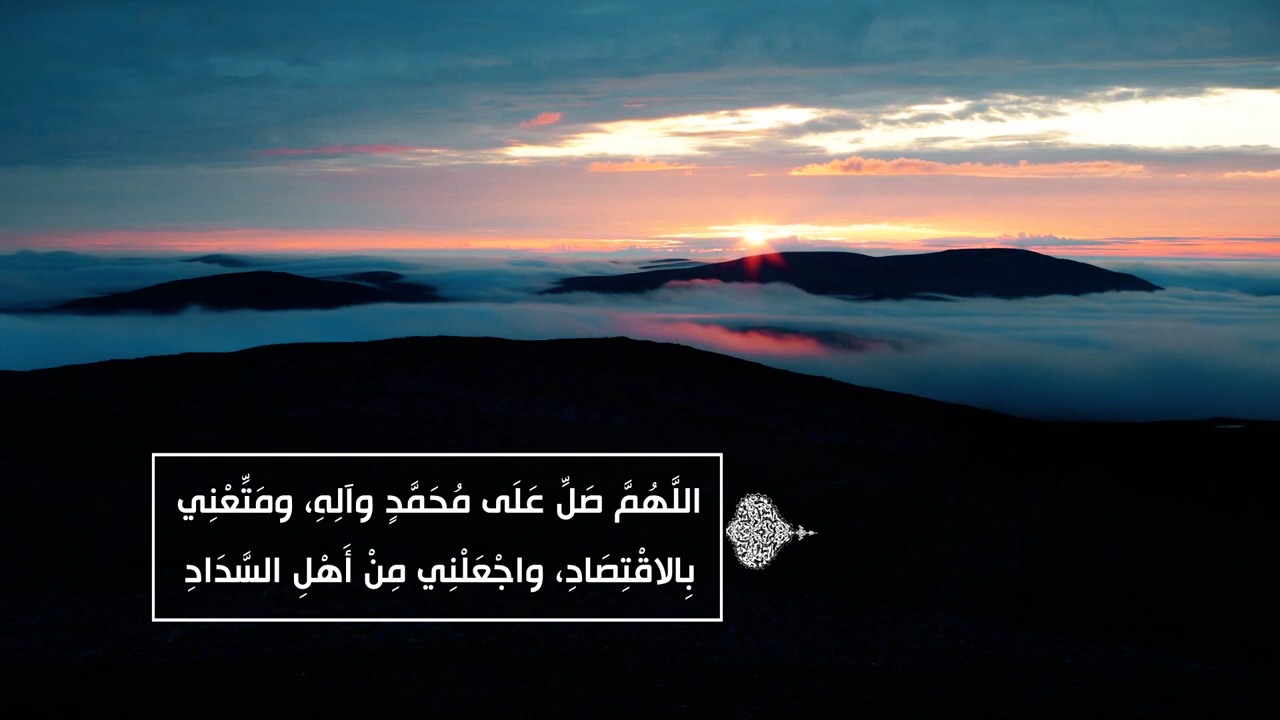 اللَّهُمَّ صَلِّ عَلَى مُحَمَّدٍ وآلِهِ، ومَتِّعْنِي
بِالاقْتِصَادِ، واجْعَلْنِي مِنْ أَهْلِ السَّدَادِ